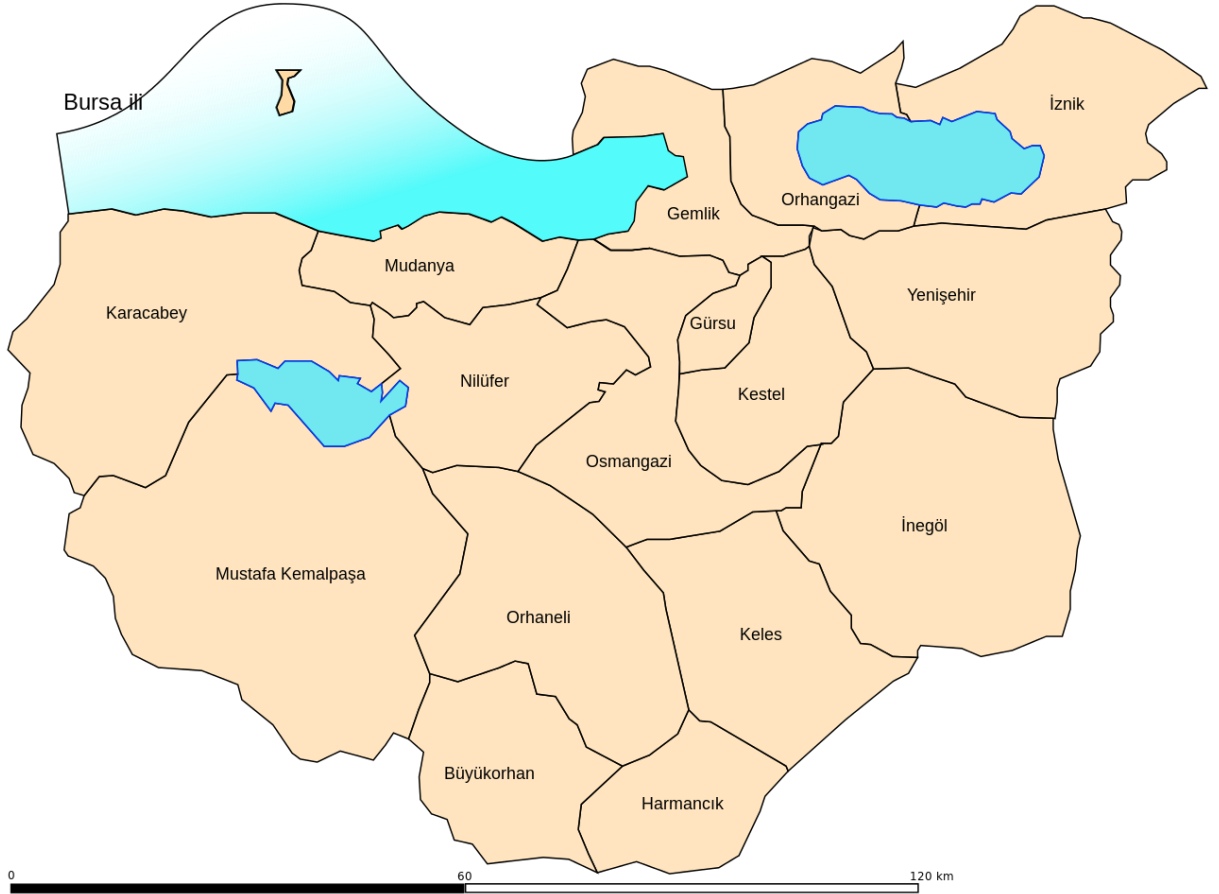 Bursa ili
İznik
Orhangazi
Gemlik
Mudanya
Yenişehir
Karacabey
Gürsu
Nilüfer
Kestel
Osmangazi
İnegöl
Mustafa Kemalpaşa
Orhaneli
Keles
Büyükorhan
Harmancık
0 60 120 km